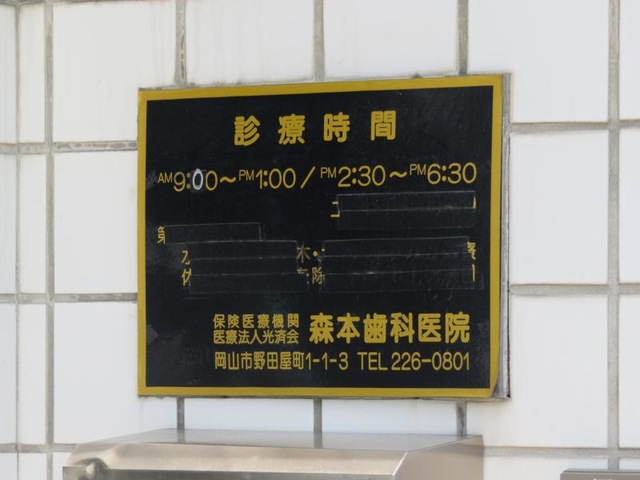 診療時間
AM9:00～PM1:00／PM2:30～PM6:30
保険医療機関
医療法人光済会
森本歯科医院
岡山市野田屋町1-1-3 TEL 226-0801